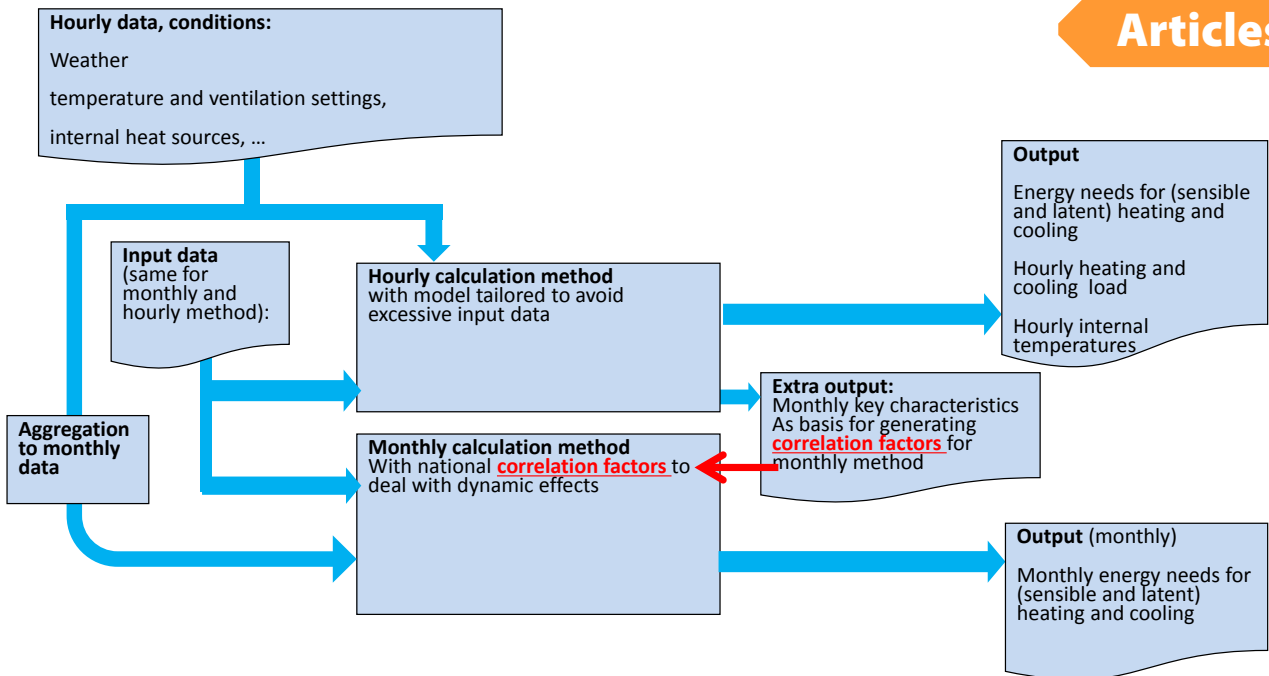 Articles
Hourly data, conditions:
Weather
temperature and ventilation settings,
internal heat sources, ...
Output
Energy needs for (sensible
and latent) heating and
cooling
Hourly heating and
cooling load
Hourly internal
temperatures
Input data
(same for
monthly and
hourly method):
Hourly calculation method
with model tailored to avoid
excessive input data
Extra output:
Monthly key characteristics
As basis for generating
correlation factors for
monthly method
Aggregation
to monthly
data
Monthly calculation method
With national correlation factors to
deal with dynamic effects
Output (monthly)
Monthly energy needs for
(sensible and latent)
heating and cooling